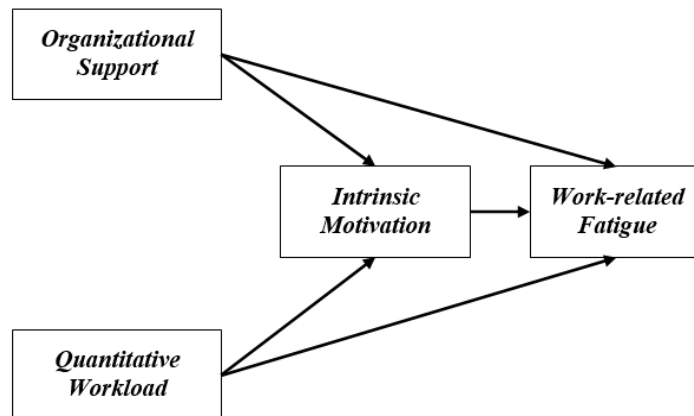 Organizational
Support
Intrinsic
Motivation
Work-related
Fatigue
Quantitative
Workload